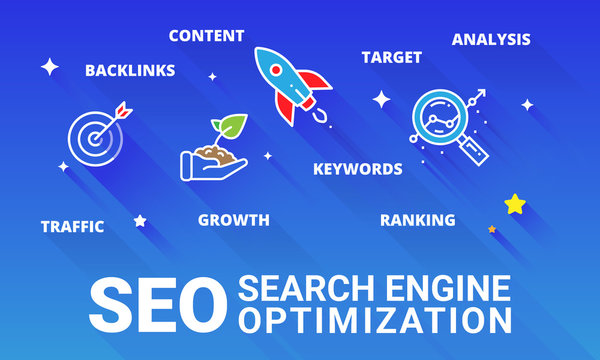 CONTENT
ANALYSIS
TARGET
BACKLINKS
KEYWORDS
TRAFFIC
GROWTH
RANKING
SEO
SEARCH ENGINE
OPTIMIZATION